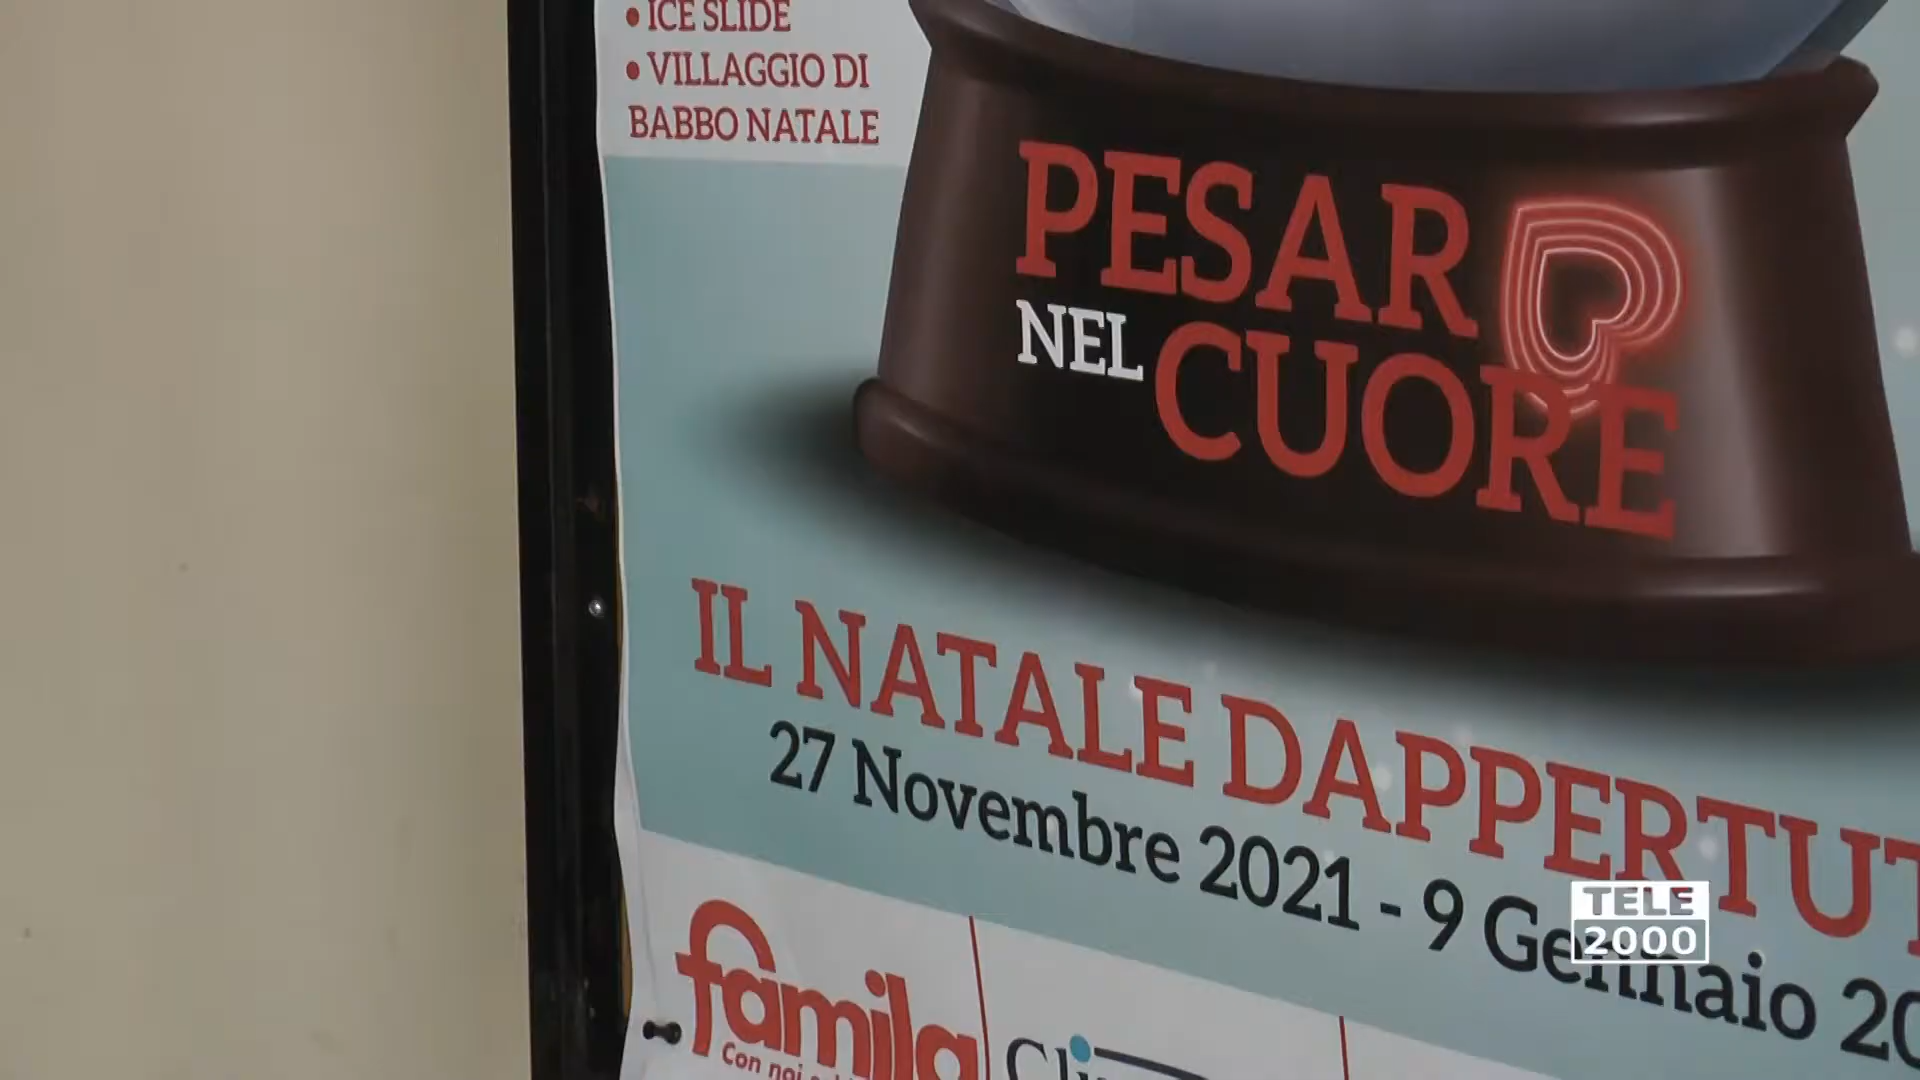 • ICE SLIDE
• VILLAGGIO DI
BABBO NATALE
PESAR
NEL CUORE
IL NATALE DAPPERTUT
27 Novembre 2021 - 9 Gennaio 20
famila
Con noi
TELE
2000